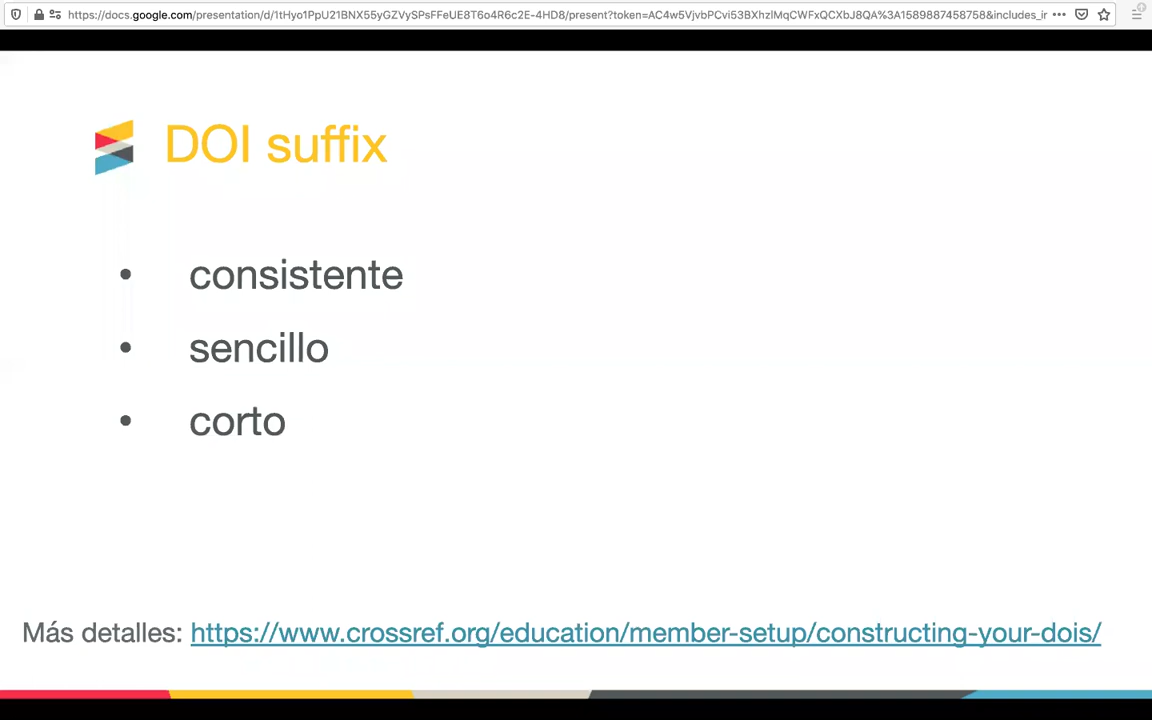 https://docs.google.com/presentation/d/1tHyo1PpU21BNX55yGZVySPsFFeUE8T6o4R6c2E-4HD8/present?token=AC4w5VjvbPCvi53BXhzlMqCWFxQCXbJ8QA%3A1589887458758&includes_ir
DOI suffix
• consistente
• sencillo
• corto
Más detalles: https://www.crossref.org/education/member-setup/constructing-your-dois/